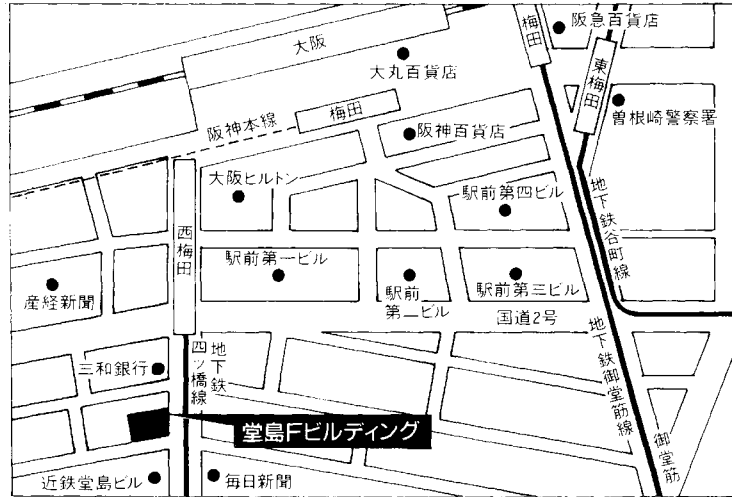 阪急百貨店
大阪
梅田
大丸百貨店
東梅田
梅田
阪神本線
阪神百貨店
曽根崎警察署
大阪ヒルトン
駅前第四ビル
西梅田
地下鉄谷町線
駅前第一ビル
駅前
第二ビル
駅前第三ビル
産経新聞
国道2号
地下鉄
四ツ橋線
地下鉄御堂筋線
三和銀行
堂島Fビルディング
御堂筋
近鉄堂島ビル
毎日新聞